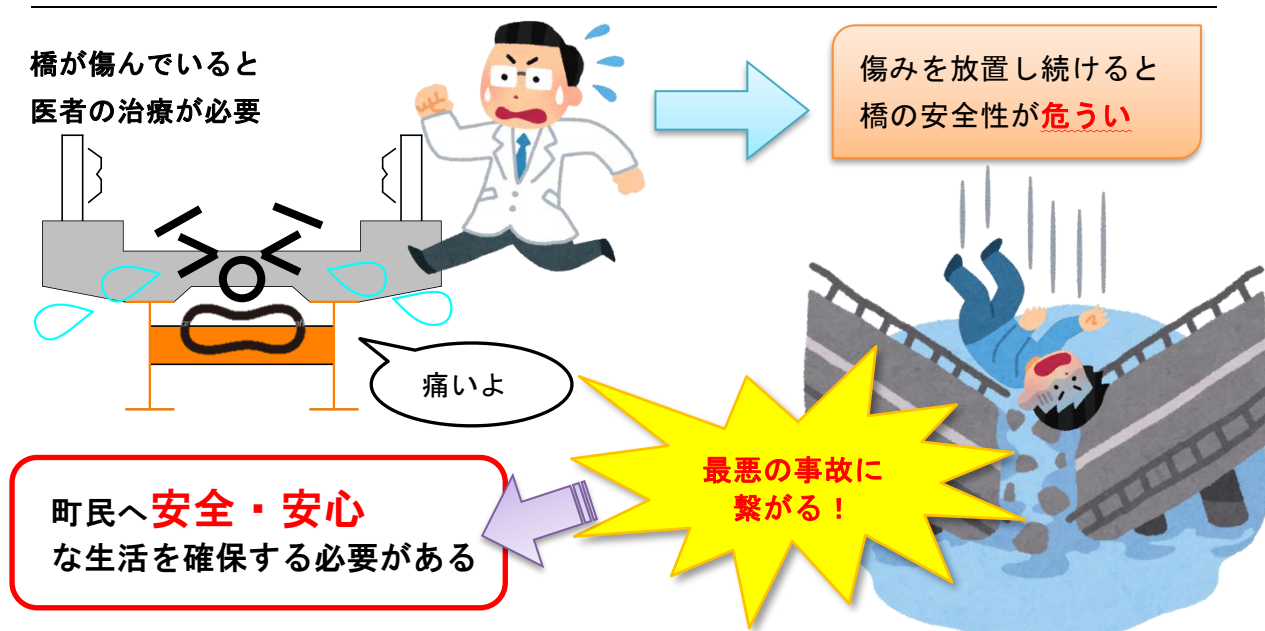 橋が傷んでいると
医者の治療が必要
傷みを放置し続けると
橋の安全性が危うい
痛いよ
最悪の事故に
繋がる！
町民へ安全・安心
な生活を確保する必要がある